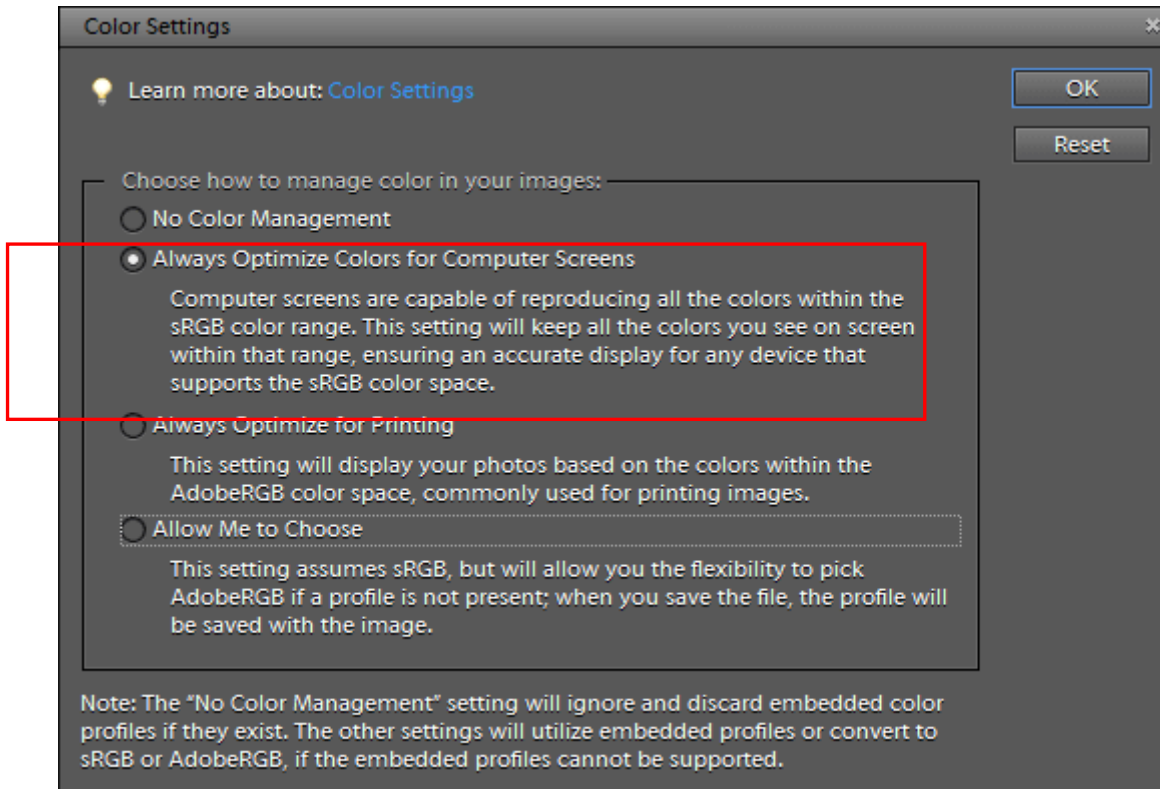 Color Settings
Learn more about: Color Settings
OK
Reset
Choose how to manage color in your images:
No Color Management
Always Optimize Colors for Computer Screens
Computer screens are capable of reproducing all the colors within the
sRGB color range. This setting will keep all the colors you see on screen
within that range, ensuring an accurate display for any device that
supports the sRGB color space.
Always Optimize for Printing
This setting will display your photos based on the colors within the
AdobeRGB color space, commonly used for printing images.
Allow Me to Choose
This setting assumes sRGB, but will allow you the flexibility to pick
AdobeRGB if a profile is not present; when you save the file, the profile will
be saved with the image.
Note: The “No Color Management” setting will ignore and discard embedded color
profiles if they exist. The other settings will utilize embedded profiles or convert to
sRGB or AdobeRGB, if the embedded profiles cannot be supported.